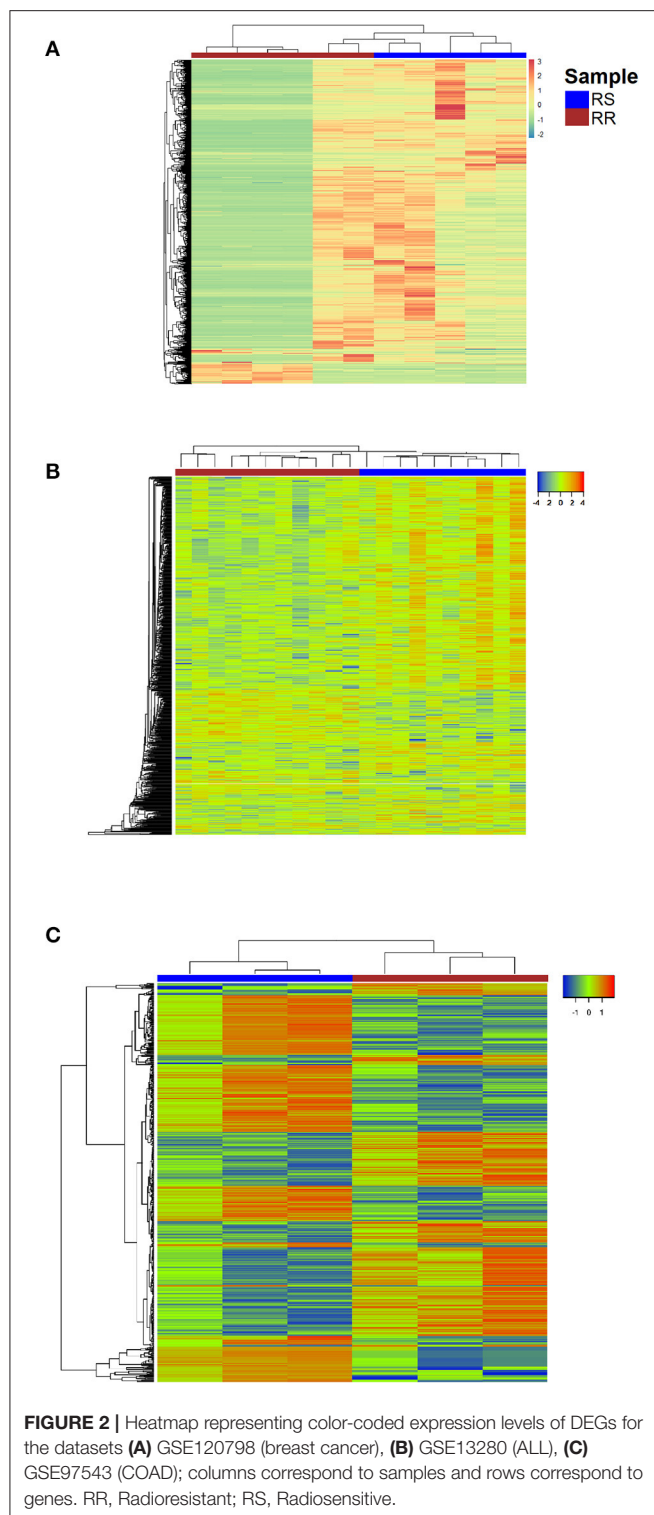 A
3
2
1
0
-1
-2
Sample
RS
RR
B
-4 2 0 2 4
C
-1 0 1
FIGURE 2 | Heatmap representing color-coded expression levels of DEGs for
the datasets (A) GSE120798 (breast cancer), (B) GSE13280 (ALL), (C)
GSE97543 (COAD); columns correspond to samples and rows correspond to
genes. RR, Radioresistant; RS, Radiosensitive.